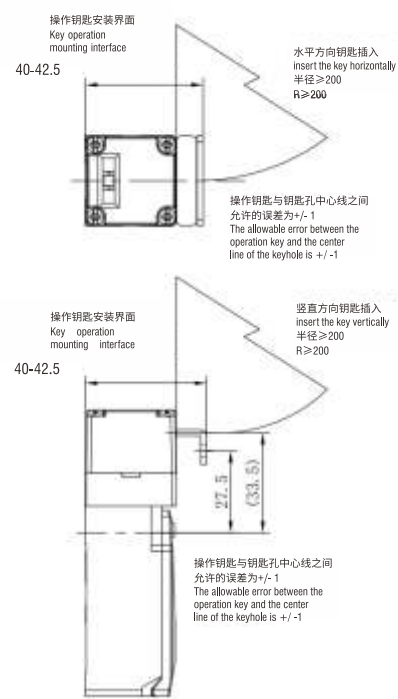 操作钥匙安装界面
Key operation
mounting interface
40-42.5
水平方向钥匙插入
insert the key horizontally
半径≥200
R≥200
操作钥匙与钥匙孔中心线之间
允许的误差为+/- 1
The allowable error between the
operation key and the center
line of the keyhole is +/ -1
操作钥匙安装界面
Key operation
mounting interface
40-42.5
竖直方向钥匙插入
insert the key vertically
半径≥200
R≥200
27.5
(33.5)
操作钥匙与钥匙孔中心线之间
允许的误差为+/- 1
The allowable error between the
operation key and the center
line of the keyhole is +/ -1